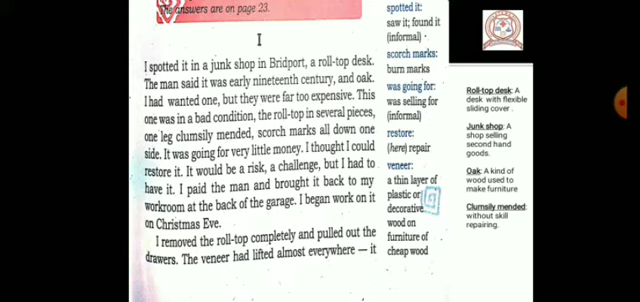 The answers are on page 23.
I
I spotted it in a junk shop in Bridport, a roll-top desk.
The man said it was early nineteenth century, and oak.
I had wanted one, but they were far too expensive. This
one was in a bad condition, the roll-top in several pieces,
one leg clumsily mended, scorch marks all down one
side. It was going for very little money. I thought I could
restore it. It would be a risk, a challenge, but I had to
have it. I paid the man and brought it back to my
workroom at the back of the garage. I began work on it
on Christmas Eve.
I removed the roll-top completely and pulled out the
drawers. The veneer had lifted almost everywhere — it
spotted it:
saw it; found it
(informal)
scorch marks:
burn marks
was going for:
was selling for
(informal)
restore:
(here) repair
veneer:
a thin layer of
plastic or
decorative
wood on
furniture of
cheap wood
Roll-top desk: A
desk with flexible
sliding cover .
Junk shop: A
shop selling
second hand
goods.
Oak: A kind of
wood used to
make furniture
Clumsily mended:
without skill
repairing.